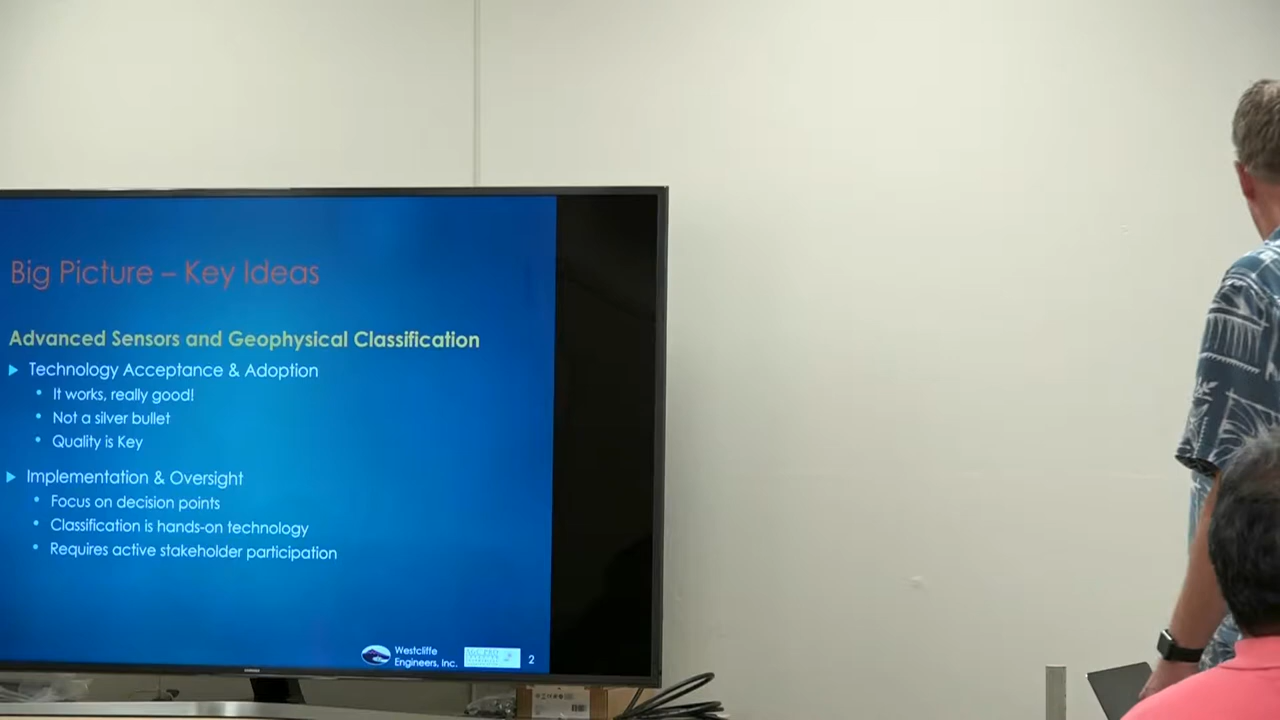 Big Picture – Key Ideas
Advanced Sensors and Geophysical Classification
Technology Acceptance & Adoption
It works, really good!
Not a silver bullet
Quality is Key
Implementation & Oversight
Focus on decision points
Classification is hands-on technology
Requires active stakeholder participation
Westcliffe
Engineers, Inc.
2
SAMSUNG